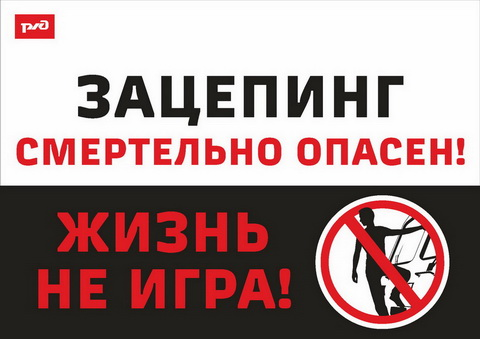 ржд
ЗАЦЕПИНГ
СМЕРТЕЛЬНО ОПАСЕН!
ЖИЗНЬ
НЕ ИГРА!